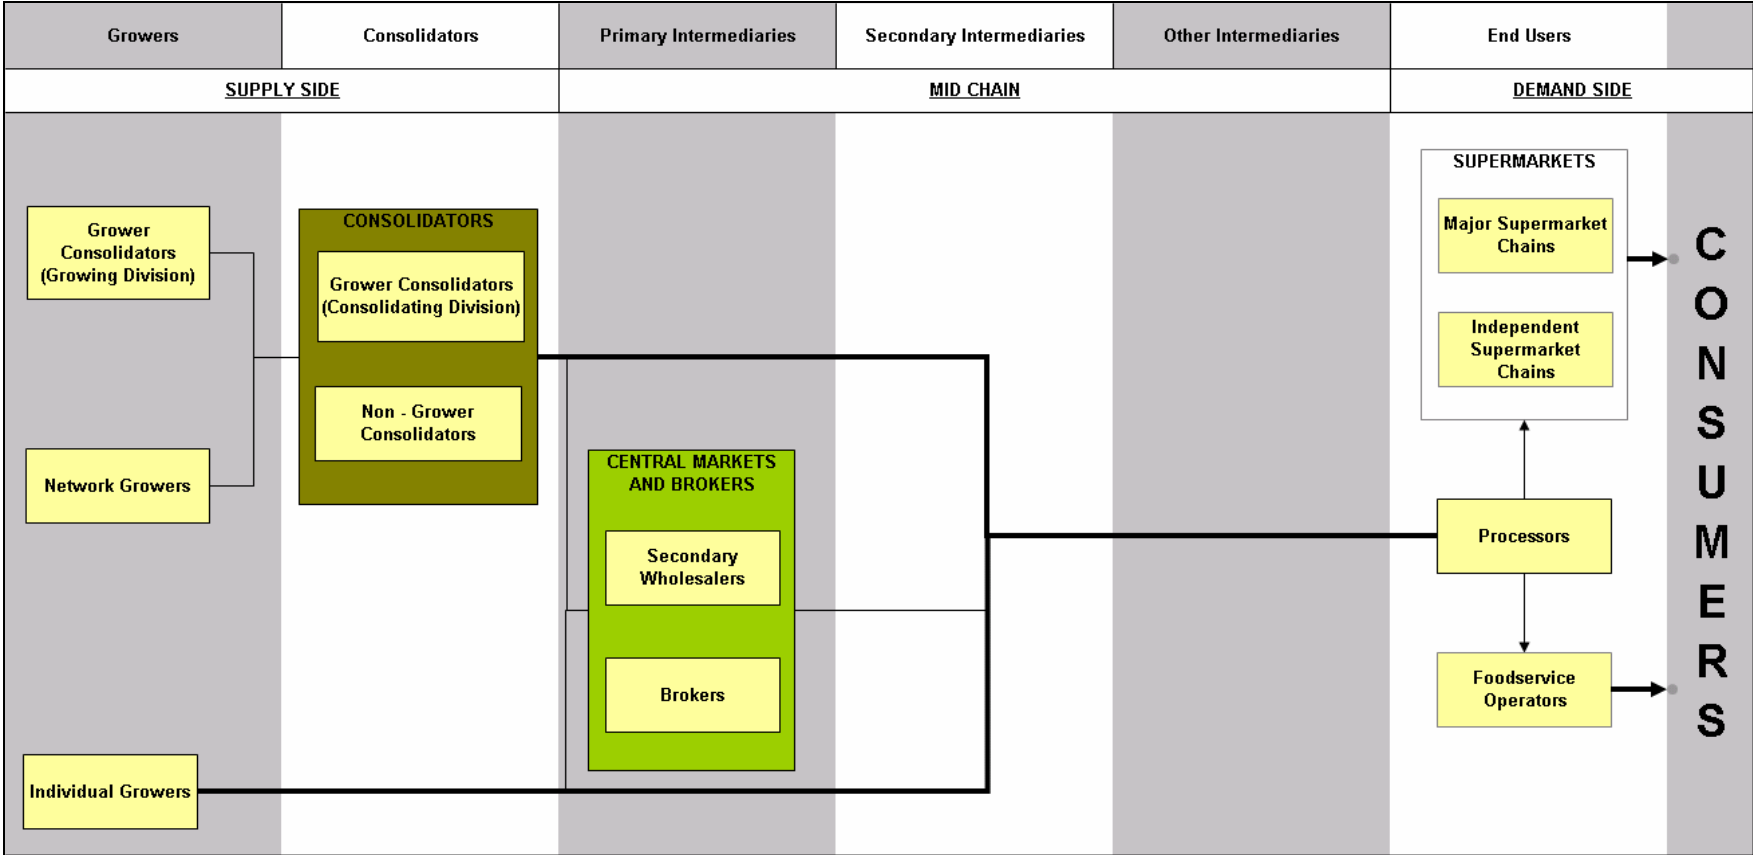 Growers
Consolidators
Primary Intermediaries
Secondary Intermediaries
Other Intermediaries
End Users
SUPPLY SIDE
MID CHAIN
DEMAND SIDE
Grower
Consolidators
(Growing Division)
Network Growers
Individual Growers
CONSOLIDATORS
Grower Consolidators
(Consolidating Division)
Non - Grower
Consolidators
CENTRAL MARKETS
AND BROKERS
Secondary
Wholesalers
Brokers
SUPERMARKETS
Major Supermarket
Chains
Independent
Supermarket
Chains
Processors
Foodservice
Operators
CONSUMERS